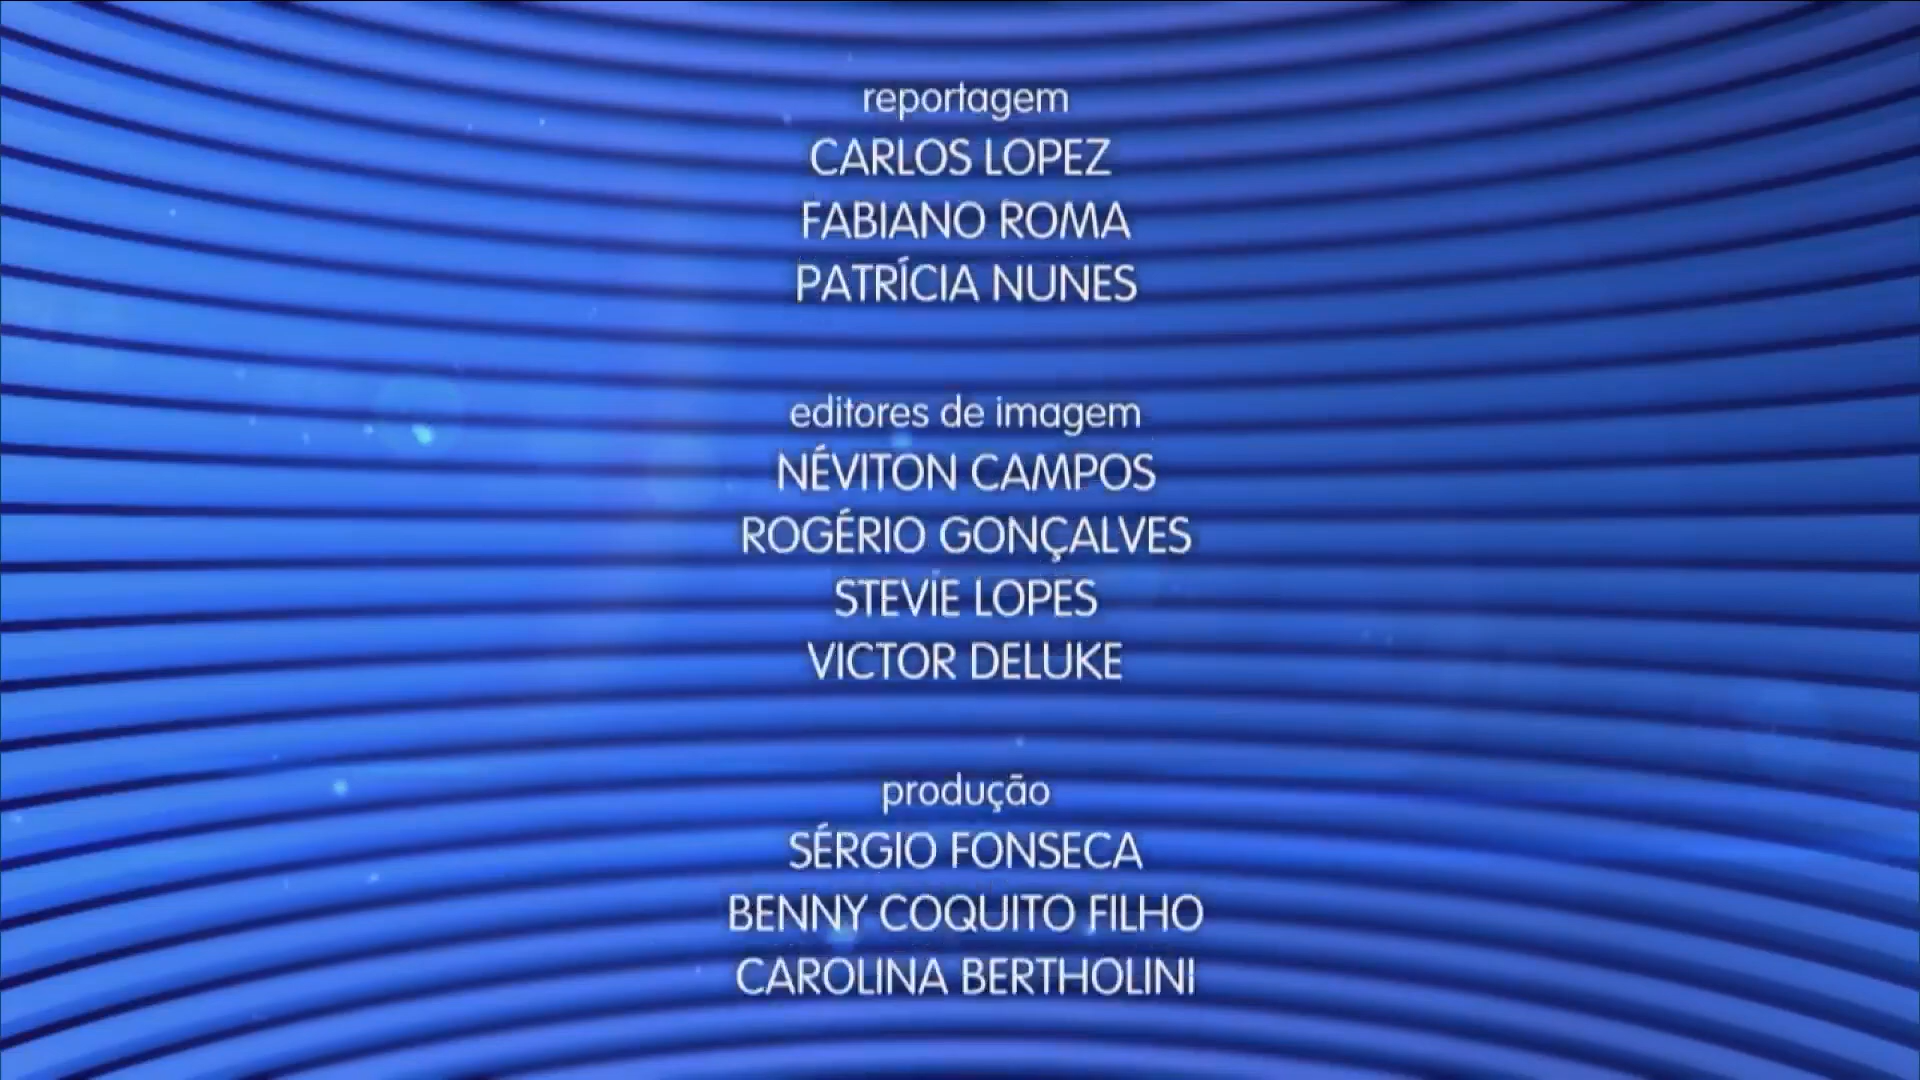 reportagem
CARLOS LOPEZ
FABIANO ROMA
PATRÍCIA NUNES
editores de imagem
NÉVITON CAMPOS
ROGÉRIO GONÇALVES
STEVIE LOPES
VICTOR DELUKE
produção
SÉRGIO FONSECA
BENNY COQUITO FILHO
CAROLINA BERTHOLINI